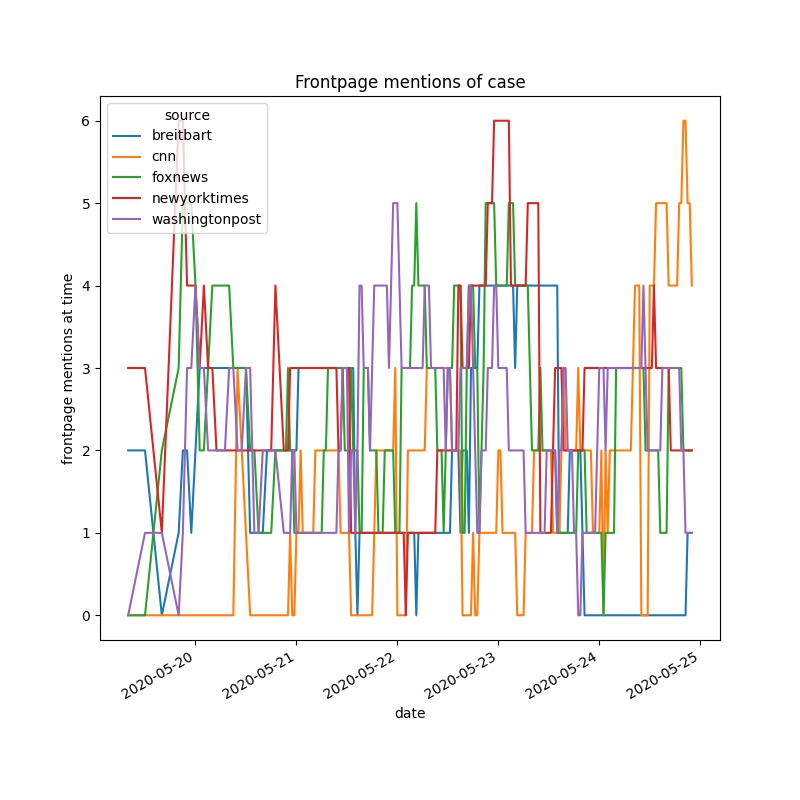 Frontpage mentions of case
source
breitbart
cnn
foxnews
newyorktimes
washingtonpost
6
5
4
3
2
1
0
frontpage mentions at time
2020-05-20
2020-05-21
2020-05-22
2020-05-23
2020-05-24
2020-05-25
date